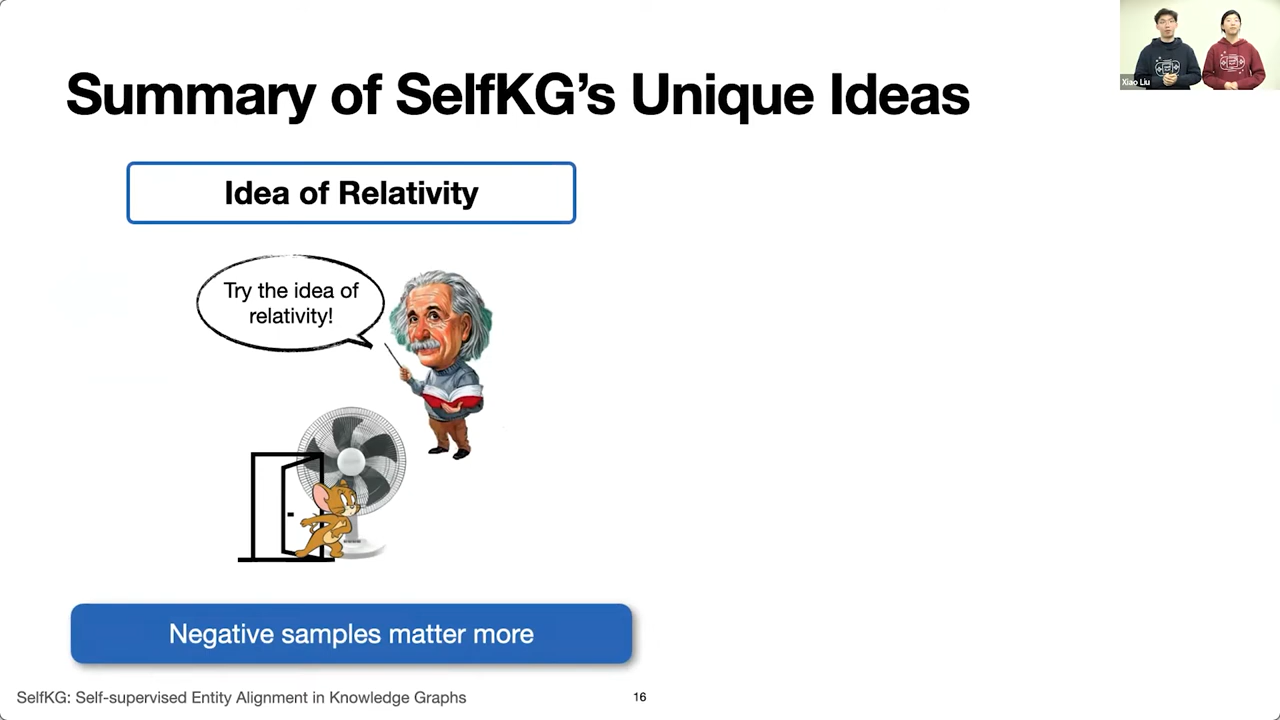 Summary of SelfKG's Unique Ideas
Xiao Liu
Idea of Relativity
Try the idea of
relativity!
Negative samples matter more
SelfKG: Self-supervised Entity Alignment in Knowledge Graphs
16